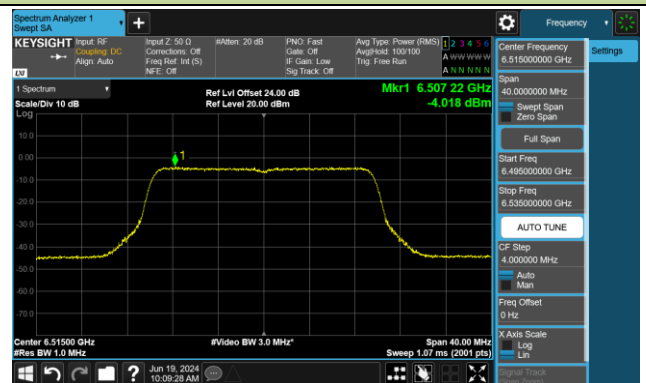 Spectrum Analyzer 1
Swept SA
+
Frequency
KEYSIGHT
Input: RF
Coupling: DC
Align: Auto
Input Z: 50 Ω
Corrections: Off
Freq Ref: Int (S)
NFE: Off
#Atten: 20 dB
PNO: Fast
Gate: Off
IF Gain: Low
Sig Track: Off
Avg Type: Power (RMS)
Avg|Hold: 100/100
Trig: Free Run
1 2 3 4 5 6
A W W W W W
A N N N N N
LXI
1 Spectrum
Scale/Div 10 dB
Log
Ref Lvl Offset 24.00 dB
Ref Level 20.00 dBm
Mkr1 6.507 22 GHz
-4.018 dBm
1
10.0
0.00
-10.0
-20.0
-30.0
-40.0
-50.0
-60.0
-70.0
Center 6.51500 GHz
#Res BW 1.0 MHz
#Video BW 3.0 MHz*
Span 40.00 MHz
Sweep 1.07 ms (2001 pts)
Center Frequency
6.515000000 GHz
Settings
Span
40.0000000 MHz
Swept Span
Zero Span
Full Span
Start Freq
6.495000000 GHz
Stop Freq
6.535000000 GHz
AUTO TUNE
CF Step
4.000000 MHz
Auto
Man
Freq Offset
0 Hz
X Axis Scale
Log
Lin
Signal Track
?
Jun 19, 2024
10:09:28 AM